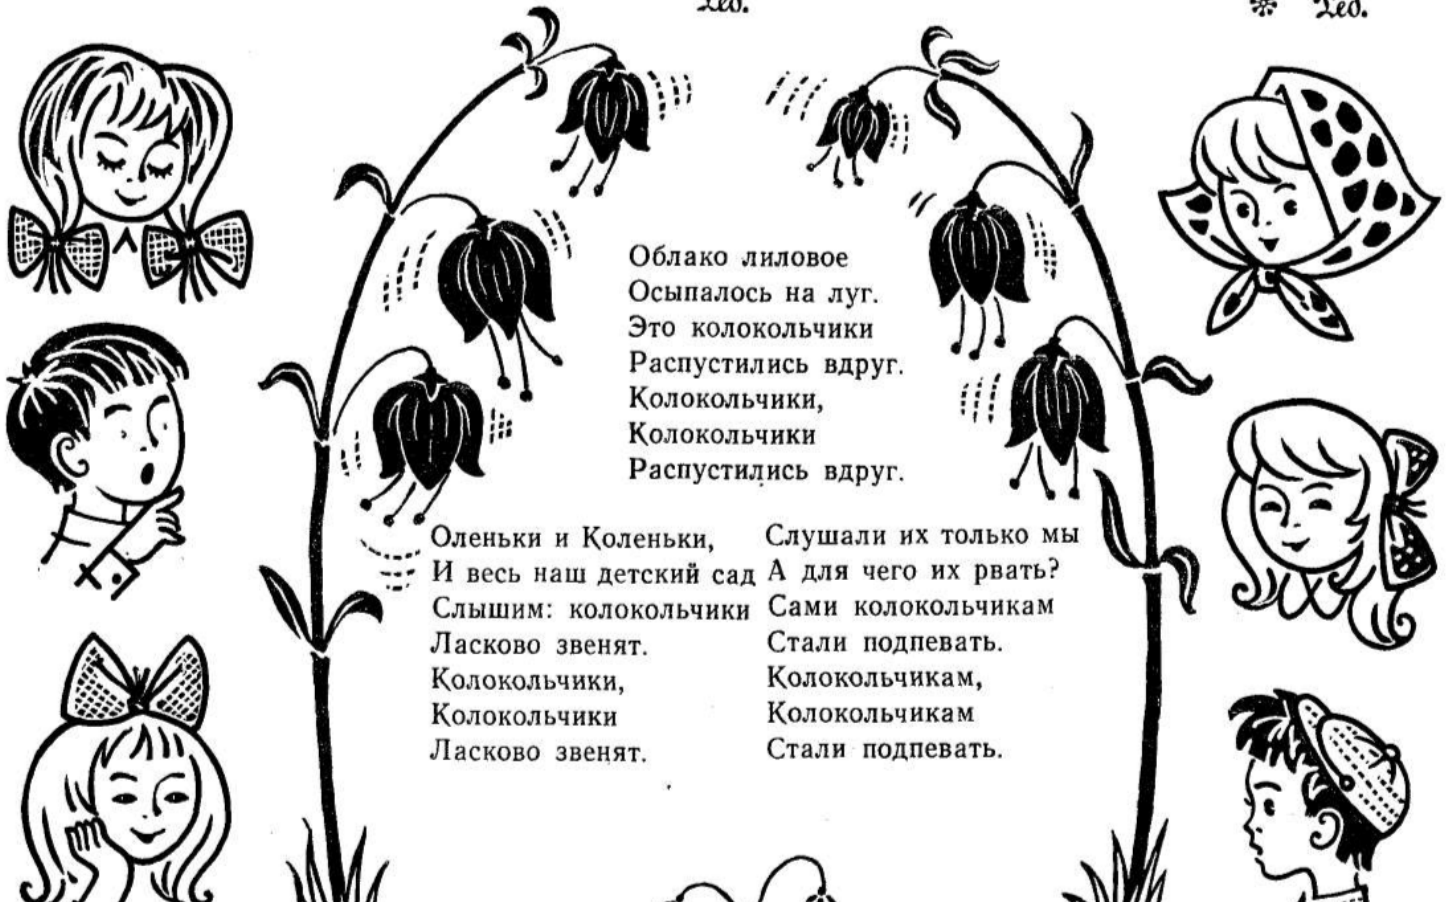 Ped.
Ped.
Облако лиловое
Осыпалось на луг.
Это колокольчики
Распустились вдруг.
Колокольчики,
Колокольчики
Распустились вдруг.
Оленьки и Коленьки,
И весь наш детский сад
Слышим: колокольчики
Ласково звенят.
Колокольчики,
Колокольчики
Ласково звенят.
Слушали их только мы
А для чего их рвать?
Сами колокольчикам
Стали подпевать.
Колокольчикам,
Колокольчикам
Стали подпевать.